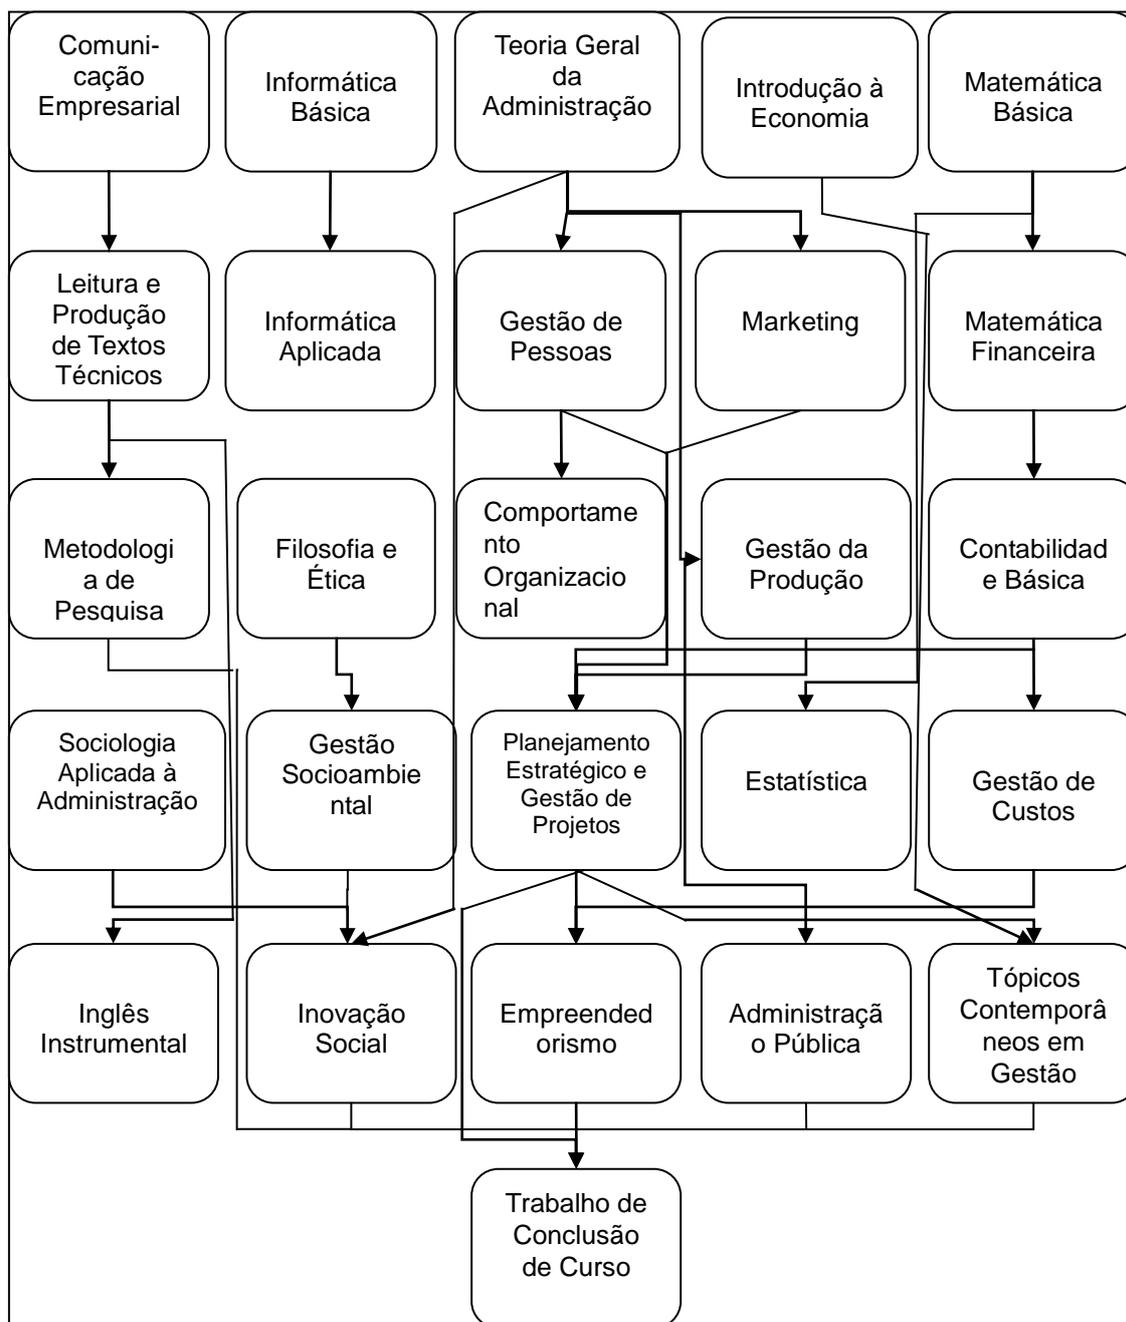 Comuni-
cação
Empresarial
Informática
Básica
Teoria Geral
da
Administração
Introdução à
Economia
Matemática
Básica
Leitura e
Produção
de Textos
Técnicos
Informática
Aplicada
Gestão de
Pessoas
Marketing
Matemática
Financeira
Metodologi
a de
Pesquisa
Filosofia e
Ética
Comportame
nto
Organizacio
nal
Gestão da
Produção
Contabilidad
e Básica
Sociologia
Aplicada à
Administração
Gestão
Socioambie
ntal
Planejamento
Estratégico e
Gestão de
Projetos
Estatística
Gestão de
Custos
Inglês
Instrumental
Inovação
Social
Empreended
orismo
Administraçã
o Pública
Tópicos
Contemporâ
neos em
Gestão
Trabalho de
Conclusão
de Curso